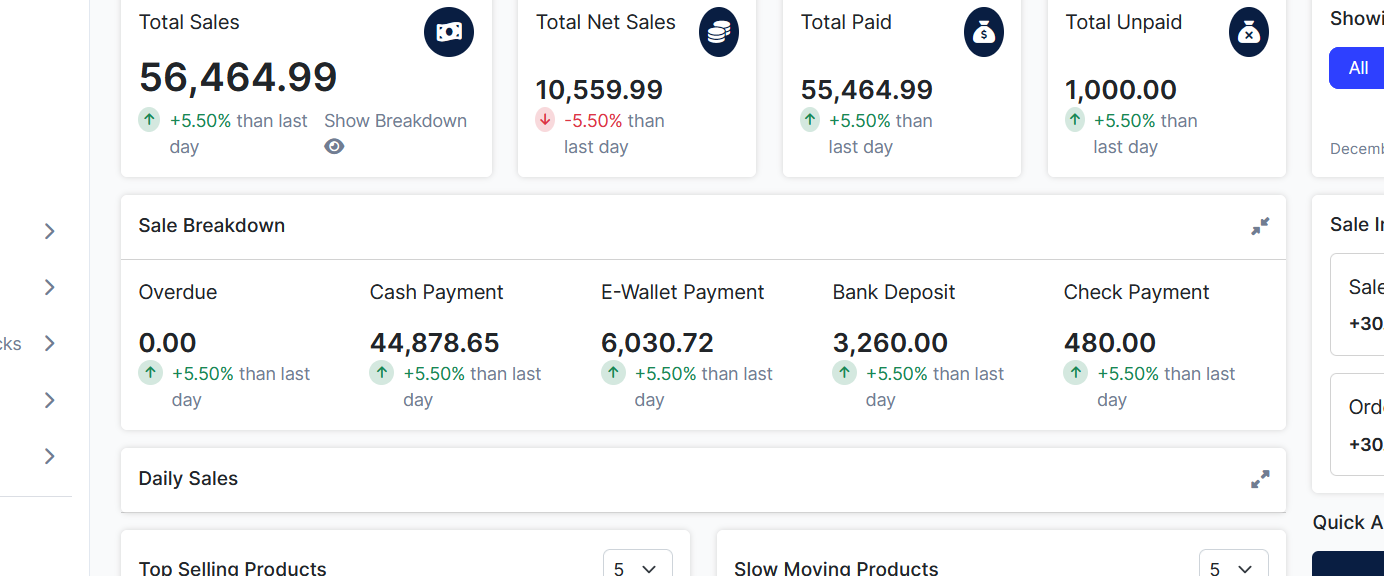 Total Sales
56,464.99
+5.50% than last
day
Show Breakdown
Total Net Sales
10,559.99
-5.50% than
last day
Total Paid
55,464.99
+5.50% than
last day
Total Unpaid
1,000.00
+5.50% than
last day
All
Sale Breakdown
Overdue
0.00
+5.50% than last
day
Cash Payment
44,878.65
+5.50% than last
day
E-Wallet Payment
6,030.72
+5.50% than last
day
Bank Deposit
3,260.00
+5.50% than last
day
Check Payment
480.00
+5.50% than last
day
Sale
Sale
+30
+30
Daily Sales
Quick
Top Selling Products
5
Slow Moving Products
5